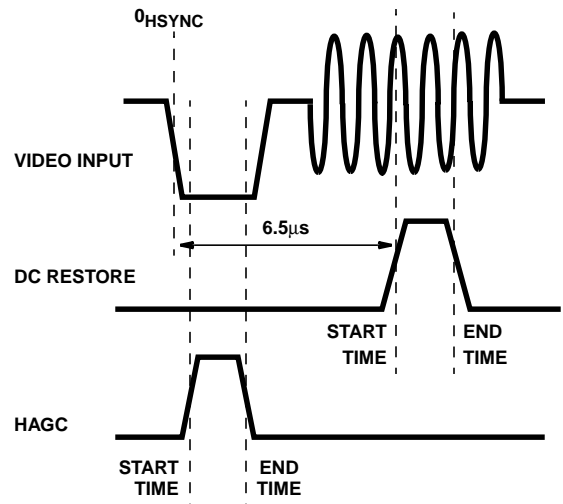 0HSYNC
VIDEO INPUT
6.5μs
DC RESTORE
START TIME
END TIME
HAGC
START TIME
END TIME